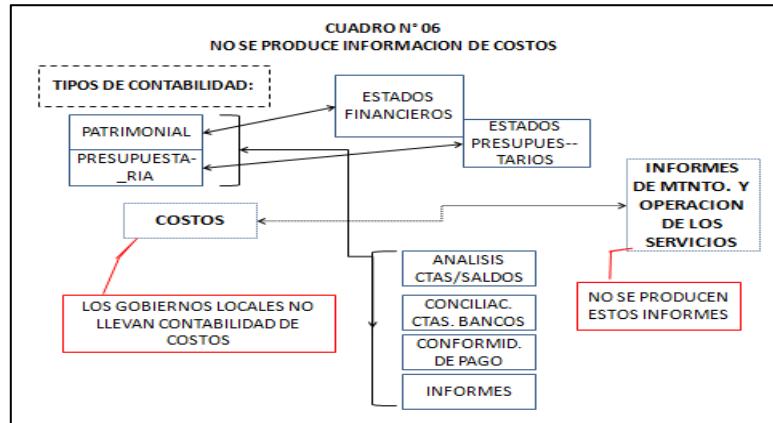 CUADRO N° 06
NO SE PRODUCE INFORMACION DE COSTOS
TIPOS DE CONTABILIDAD:
ESTADOS
FINANCIEROS
PATRIMONIAL
ESTADOS
PRESUPUES--
TARIOS
PRESUPUESTA-
_RIA
INFORMES
DE MTNTO. Y
OPERACION
DE LOS
SERVICIOS
COSTOS
ANALISIS
CTAS/SALDOS
LOS GOBIERNOS LOCALES NO
LLEVAN CONTABILIDAD DE
COSTOS
CONCILIAC.
CTAS. BANCOS
NO SE PRODUCEN
ESTOS INFORMES
CONFORMID.
DE PAGO
INFORMES